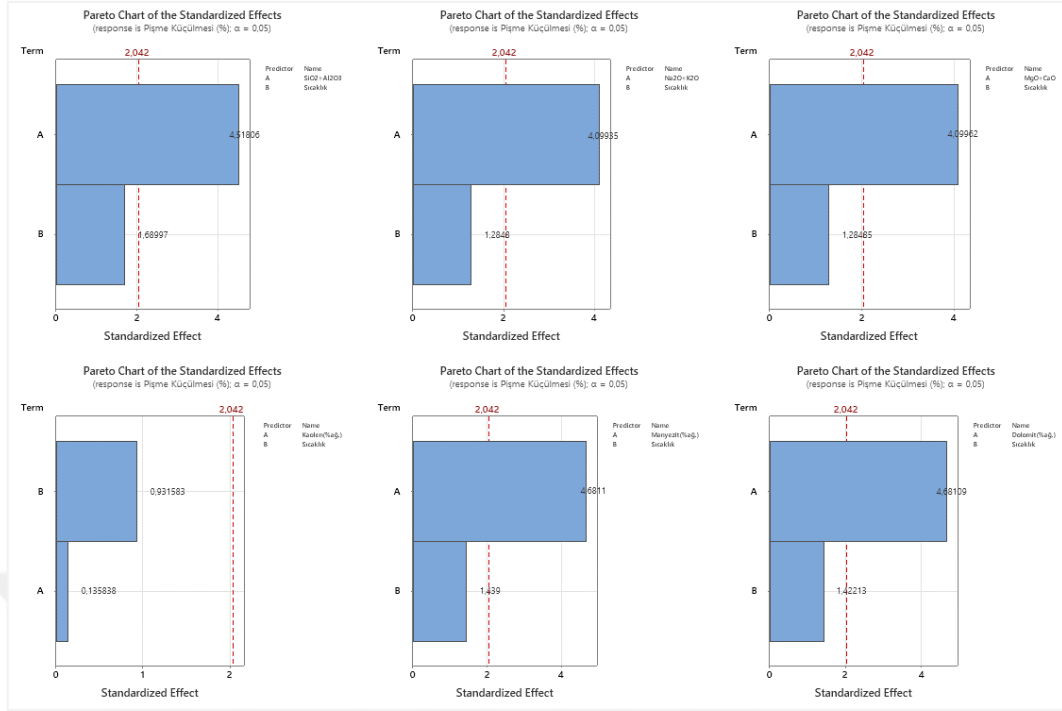 Pareto Chart of the Standardized Effects
(response is Pişme Küçülmesi (%); α = 0,05)
Term
2,042
Predictor Name
A SiO2+Al2O3
B Sıcaklık
A
4,51806
B
1,68997
0 2 4
Standardized Effect
Pareto Chart of the Standardized Effects
(response is Pişme Küçülmesi (%); α = 0,05)
Term
2,042
Predictor Name
A Na2O+K2O
B Sıcaklık
A
4,09935
B
1,2848
0 2 4
Standardized Effect
Pareto Chart of the Standardized Effects
(response is Pişme Küçülmesi (%); α = 0,05)
Term
2,042
Predictor Name
A MgO+CaO
B Sıcaklık
A
4,09962
B
1,28485
0 2 4
Standardized Effect
Pareto Chart of the Standardized Effects
(response is Pişme Küçülmesi (%); α = 0,05)
Term
2,042
Predictor Name
A Kaolen(%ağ.)
B Sıcaklık
B
0,931583
A
0,135838
0 1 2
Standardized Effect
Pareto Chart of the Standardized Effects
(response is Pişme Küçülmesi (%); α = 0,05)
Term
2,042
Predictor Name
A Manyezit(%ağ.)
B Sıcaklık
A
4,6811
B
1,439
0 2 4
Standardized Effect
Pareto Chart of the Standardized Effects
(response is Pişme Küçülmesi (%); α = 0,05)
Term
2,042
Predictor Name
A Dolomit(%ağ.)
B Sıcaklık
A
4,68109
B
1,42213
0 2 4
Standardized Effect